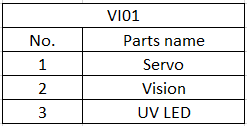 VI01
No. Parts name
1 Servo
2 Vision
3 UV LED